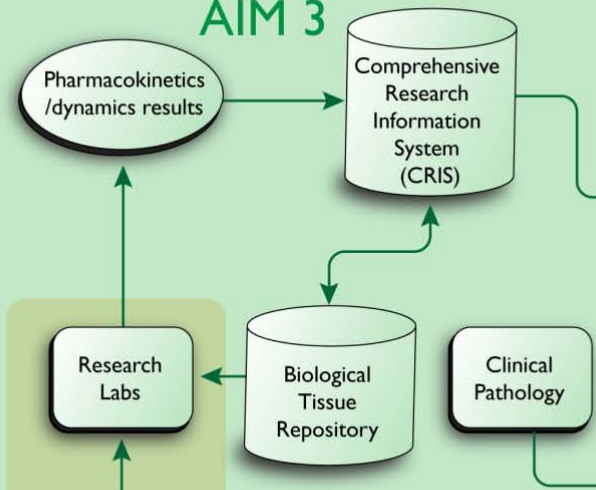 AIM 3
Pharmacokinetics
/dynamics results
Comprehensive
Research
Information
System
(CRIS)
Research
Labs
Biological
Tissue
Repository
Clinical
Pathology